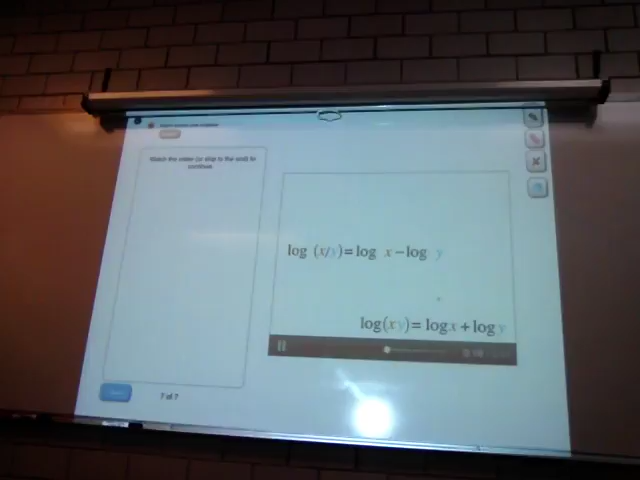 Watch the video (or skip to the end) to
continue.
log (x/y)=log x−log y
log(xy)=logx+logy
7 of 7